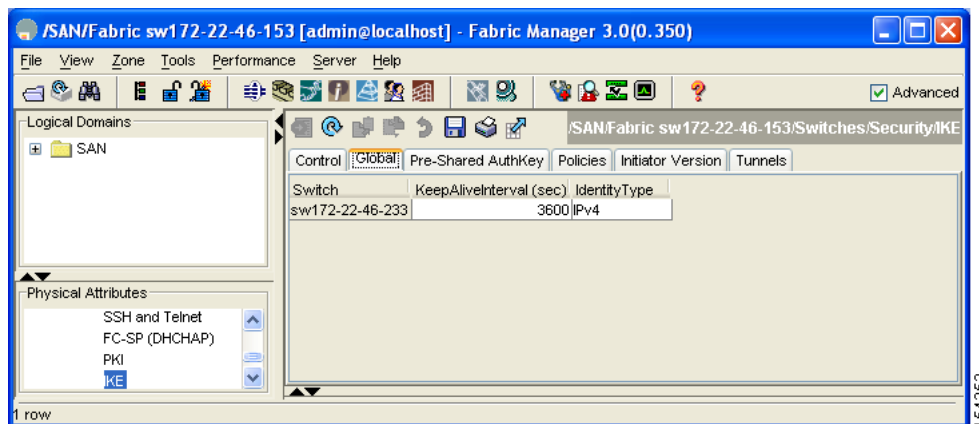 /SAN/Fabric sw172-22-46-153 [admin@localhost] - Fabric Manager 3.0(0.350)
File View Zone Tools Performance Server Help
Advanced
Logical Domains
SAN
/SAN/Fabric sw172-22-46-153/Switches/Security/IKE
Control Global Pre-Shared AuthKey Policies Initiator Version Tunnels
Switch KeepAliveInterval (sec) IdentityType
sw172-22-46-233 3600 IPv4
Physical Attributes
SSH and Telnet
FC-SP (DHCHAP)
PKI
IKE
1 row